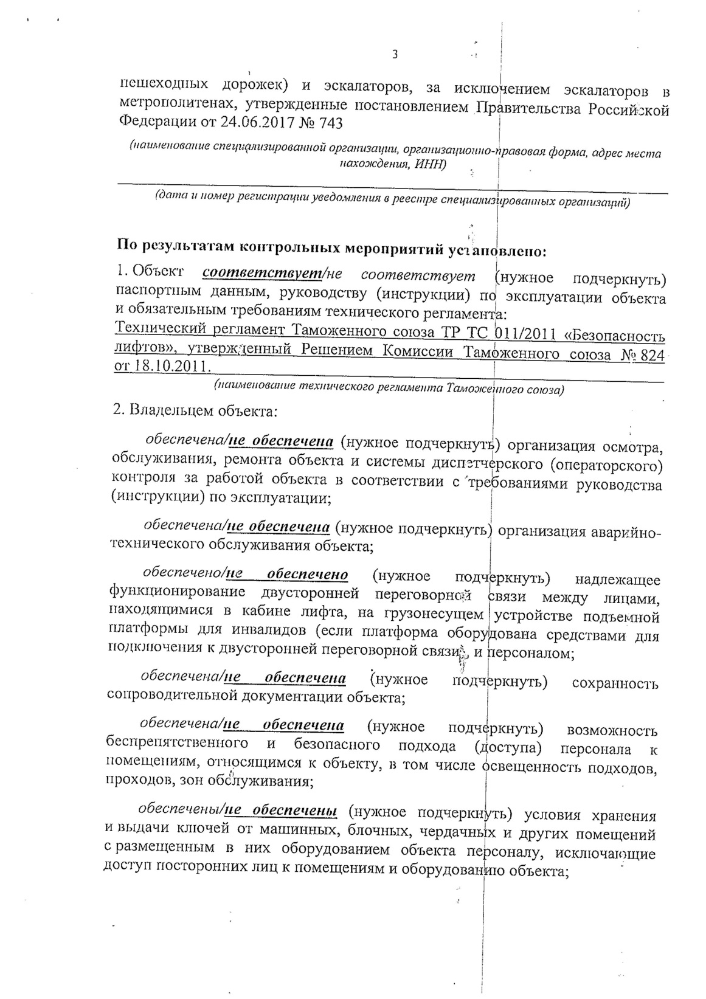 3
пешеходных дорожек) и эскалаторов, за исключением эскалаторов в
метрополитенах, утвержденные постановлением Правительства Российской
Федерации от 24.06.2017 № 743
(наименование специализированной организации, организационно-правовая форма, адрес места
нахождения, ИНН)
(дата и номер регистрации уведомления в реестре специализированных организаций)
По результатам контрольных мероприятий установлено:
1. Объект соответствует/не соответствует (нужное подчеркнуть)
паспортным данным, руководству (инструкции) по эксплуатации объекта
и обязательным требованиям технического регламента:
Технический регламент Таможенного союза ТР ТС 011/2011 «Безопасность
лифтов», утвержденный Решением Комиссии Таможенного союза № 824
от 18.10.2011.
(наименование технического регламента Таможенного союза)
2. Владельцем объекта:
обеспечена/не обеспечена (нужное подчеркнуть) организация осмотра,
обслуживания, ремонта объекта и системы диспетчерского (операторского)
контроля за работой объекта в соответствии с требованиями руководства
(инструкции) по эксплуатации;
обеспечена/не обеспечена (нужное подчеркнуть) организация аварийно-
технического обслуживания объекта;
обеспечено/не обеспечено (нужное подчеркнуть) надлежащее
функционирование двусторонней переговорной связи между лицами,
находящимися в кабине лифта, на грузонесущем устройстве подъемной
платформы для инвалидов (если платформа оборудована средствами для
подключения к двусторонней переговорной связи), и персоналом;
обеспечена/не обеспечена (нужное подчеркнуть) сохранность
сопроводительной документации объекта;
обеспечена/не обеспечена (нужное подчеркнуть) возможность
беспрепятственного и безопасного подхода (доступа) персонала к
помещениям, относящимся к объекту, в том числе освещенность подходов,
проходов, зон обслуживания;
обеспечены/не обеспечены (нужное подчеркнуть) условия хранения
и выдачи ключей от машинных, блочных, чердачных и других помещений
с размещенным в них оборудованием объекта персоналу, исключающие
доступ посторонних лиц к помещениям и оборудованию объекта;